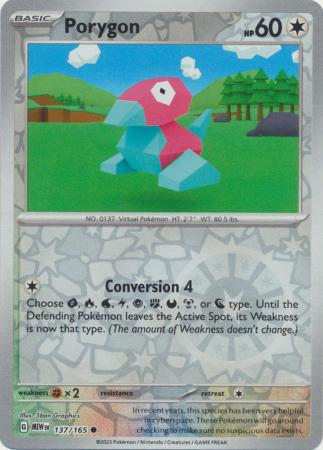 BASIC Porygon HP 60
NO. 0137 Virtual Pokémon HT: 2'7" WT: 80.5 lbs.
Conversion 4
Choose , , , , , , , , or type. Until the
Defending Pokémon leaves the Active Spot, its Weakness
is now that type. (The amount of Weakness doesn't change.)
weakness ×2 resistance retreat
Illus. 5ban Graphics
G MEW EN 137/165
In recent years, this species has been very helpful
in cyberspace. These Pokémon will go around
checking to make sure no suspicious data exists.
©2023 Pokémon / Nintendo / Creatures / GAME FREAK